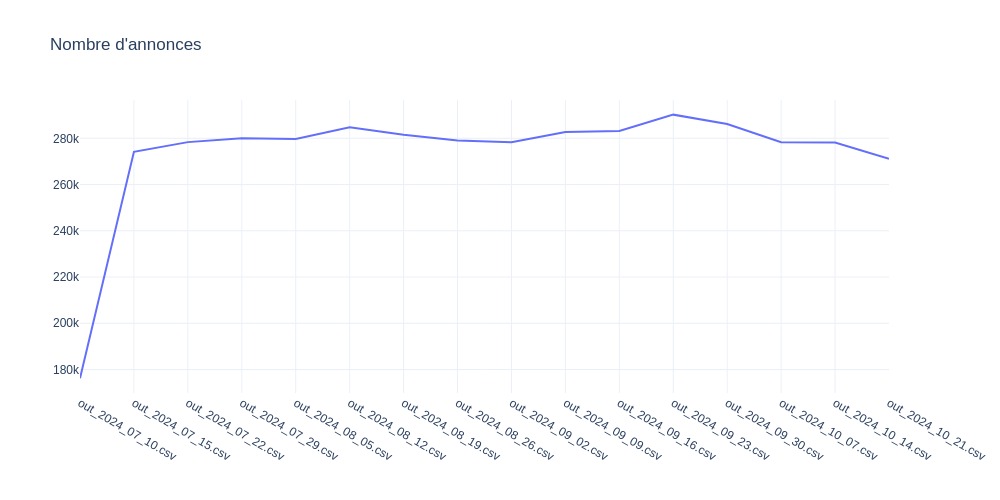 Nombre d'annonces
280k
260k
240k
220k
200k
180k
out_2024_07_10.csv
out_2024_07_15.csv
out_2024_07_22.csv
out_2024_07_29.csv
out_2024_08_05.csv
out_2024_08_12.csv
out_2024_08_19.csv
out_2024_08_26.csv
out_2024_09_02.csv
out_2024_09_09.csv
out_2024_09_16.csv
out_2024_09_23.csv
out_2024_09_30.csv
out_2024_10_07.csv
out_2024_10_14.csv
out_2024_10_21.csv